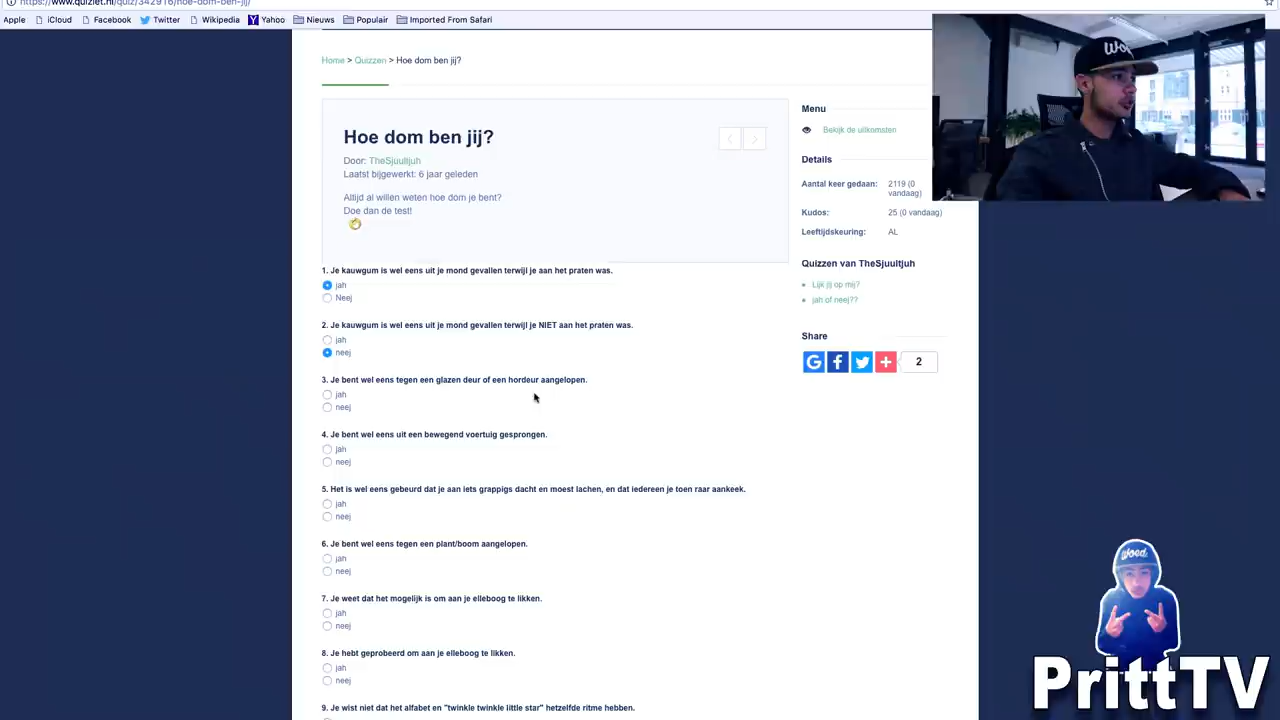 https://www.quizlet.nl/quiz/342916/hoe-dom-ben-jij/
Apple iCloud Facebook Twitter Wikipedia Yahoo Nieuws Populair Imported From Safari
Home > Quizzen > Hoe dom ben jij?
Hoe dom ben jij?
Door: TheSjuultjuh
Laatst bijgewerkt: 6 jaar geleden
Altijd al willen weten hoe dom je bent?
Doe dan de test!
1. Je kauwgum is wel eens uit je mond gevallen terwijl je aan het praten was.
jah
Neej
2. Je kauwgum is wel eens uit je mond gevallen terwijl je NIET aan het praten was.
jah
neej
3. Je bent wel eens tegen een glazen deur of een hordeur aangelopen.
jah
neej
4. Je bent wel eens uit een bewegend voertuig gesprongen.
jah
neej
5. Het is wel eens gebeurd dat je aan iets grappigs dacht en moest lachen, en dat iedereen je toen raar aankeek.
jah
neej
6. Je bent wel eens tegen een plant/boom aangelopen.
jah
neej
7. Je weet dat het mogelijk is om aan je elleboog te likken.
jah
neej
8. Je hebt geprobeerd om aan je elleboog te likken.
jah
neej
9. Je wist niet dat het alfabet en "twinkle twinkle little star" hetzelfde ritme hebben.
Menu
Bekijk de uitkomsten
Details
Aantal keer gedaan: 2119 (0
vandaag)
Kudos: 25 (0 vandaag)
Leeftijdskeuring: AL
Quizzen van TheSjuultjuh
Lijk jij op mij?
jah of neej??
Share
2
PrittTV